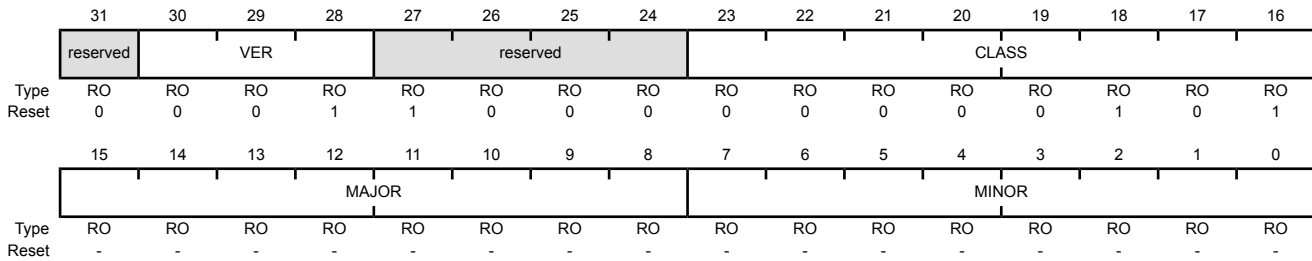 31 30 29 28 27 26 25 24 23 22 21 20 19 18 17 16
reserved VER reserved CLASS
Type RO RO RO RO RO RO RO RO RO RO RO RO RO RO RO RO
Reset 0 0 0 1 1 0 0 0 0 0 0 0 0 1 0 1
15 14 13 12 11 10 9 8 7 6 5 4 3 2 1 0
MAJOR MINOR
Type RO RO RO RO RO RO RO RO RO RO RO RO RO RO RO RO
Reset - - - - - - - - - - - - - - - -